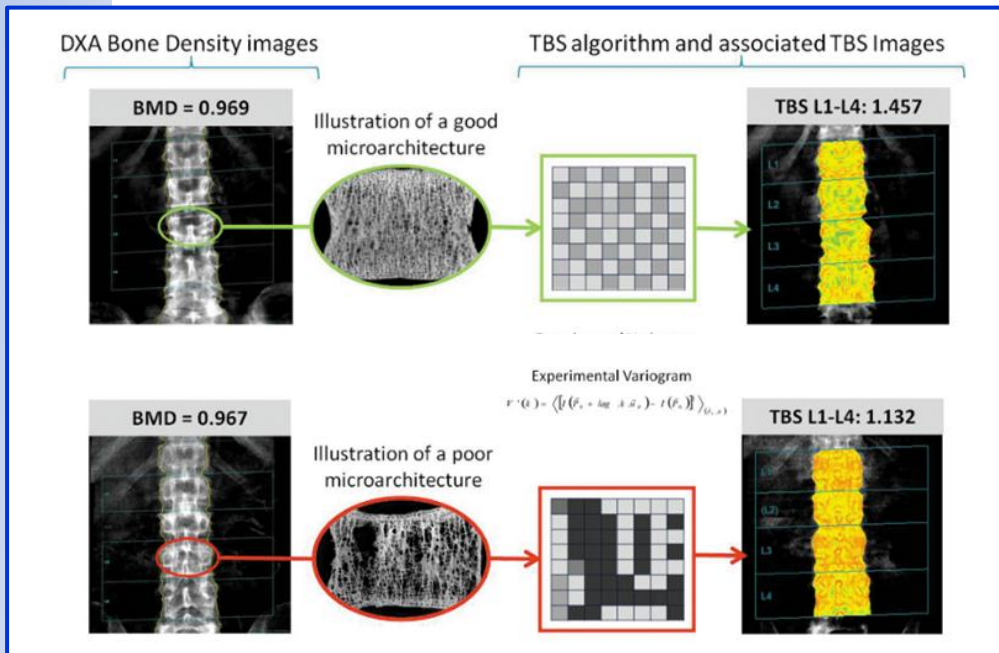 DXA Bone Density images
TBS algorithm and associated TBS Images
BMD = 0.969
Illustration of a good
microarchitecture
TBS L1-L4: 1.457
L1
L2
L3
L4
Experimental Variogram
BMD = 0.967
Illustration of a poor
microarchitecture
TBS L1-L4: 1.132
(L2)
L3
L4